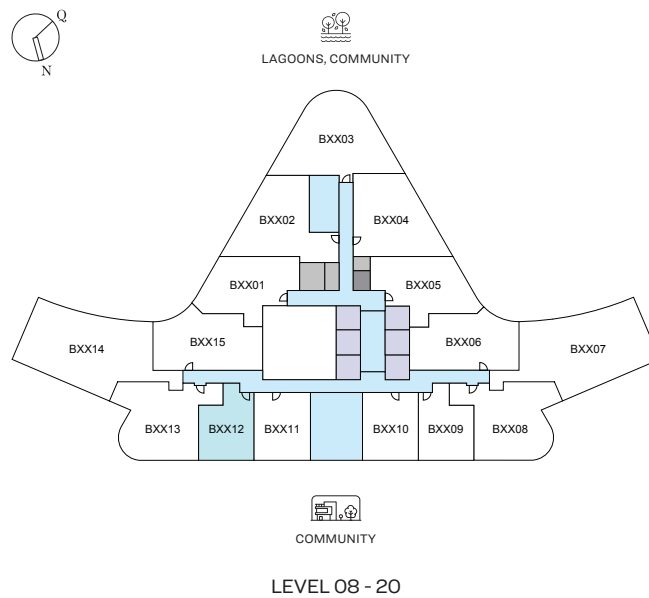 Q
N
LAGOONS, COMMUNITY
BXX03
BXX02
BXX04
BXX01
BXX05
BXX14
BXX15
BXX06
BXX07
BXX13
BXX12
BXX11
BXX10
BXX09
BXX08
COMMUNITY
LEVEL 08 - 20